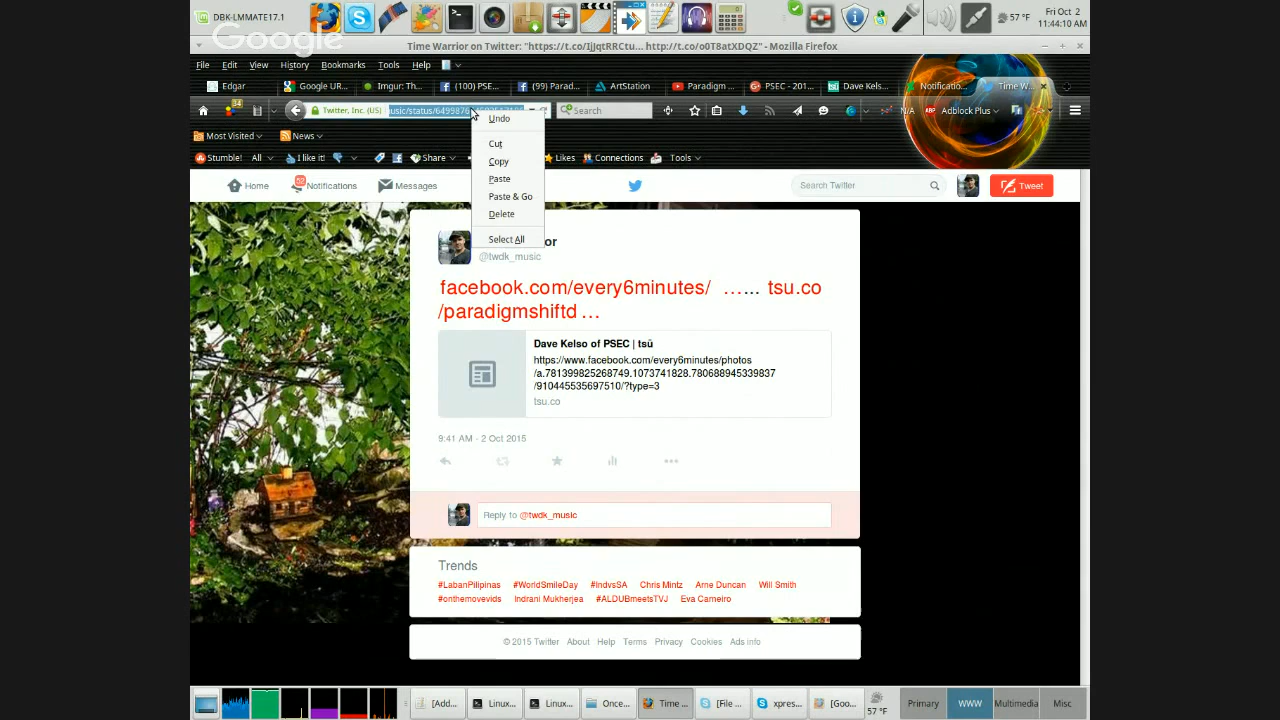 DBK-LMMATE17.1
57 °F
Fri Oct 2
11:44:10 AM
Google
Time Warrior on Twitter: "https://t.co/IjJqtRRCtu... http://t.co/o0T8atXDQZ" - Mozilla Firefox
File Edit View History Bookmarks Tools Help
Edgar
Google UR...
Imgur: Th...
(100) PSE...
(99) Parad...
ArtStation
Paradigm ...
PSEC - 201...
Dave Kels...
Notificatio...
Time W...
Twitter, Inc. (US)
Search
N/A
Adblock Plus
Most Visited
News
Stumble!
All
I like it!
Share
Likes
Connections
Tools
Undo
Cut
Copy
Paste
Paste & Go
Delete
Select All
Home
Notifications
Messages
Search Twitter
Tweet
or
@twdk_music
facebook.com/every6minutes/ …... tsu.co
/paradigmshiftd …
Dave Kelso of PSEC | tsū
https://www.facebook.com/every6minutes/photos
/a.781399825268749.1073741828.780688945339837
/910445535697510/?type=3
tsu.co
9:41 AM - 2 Oct 2015
Reply to @twdk_music
Trends
#LabanPilipinas #WorldSmileDay #IndvsSA Chris Mintz Arne Duncan Will Smith
#onthemovevids Indrani Mukherjea #ALDUBmeetsTVJ Eva Carneiro
© 2015 Twitter About Help Terms Privacy Cookies Ads info
[Add...
Linux...
Linux...
Once...
Time ...
[File ...
xpres...
[Goo...
57 °F
Primary
WWW
Multimedia
Misc